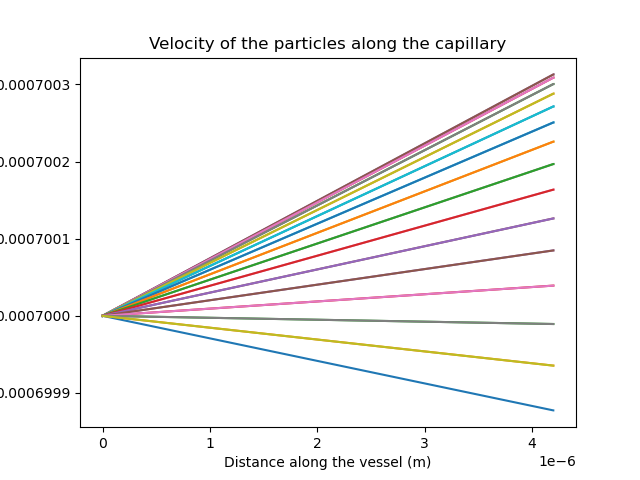 Velocity of the particles along the capillary
0.0007003
0.0007002
0.0007001
0.0007000
0.0006999
0 1 2 3 4
1e−6
Distance along the vessel (m)